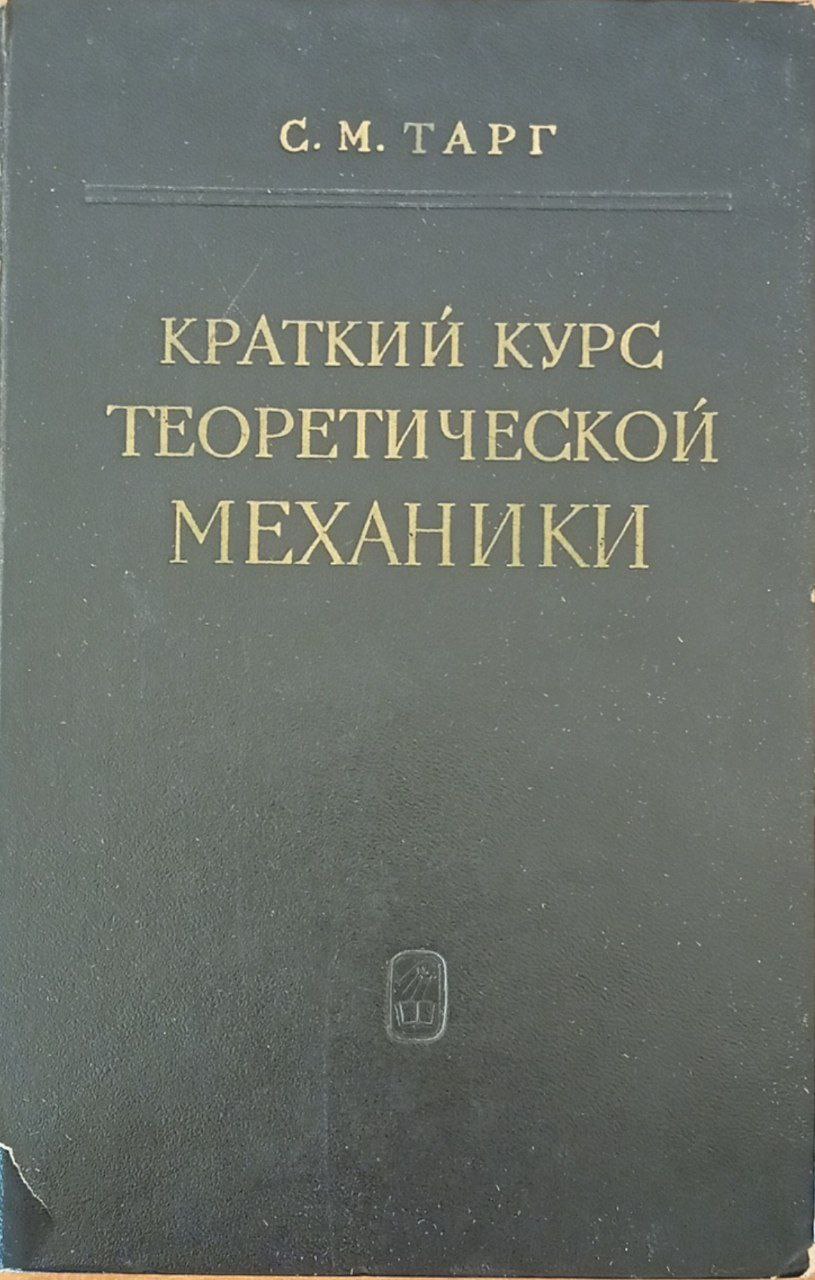 С. М. ТАРГ
КРАТКИЙ КУРС
ТЕОРЕТИЧЕСКОЙ
МЕХАНИКИ